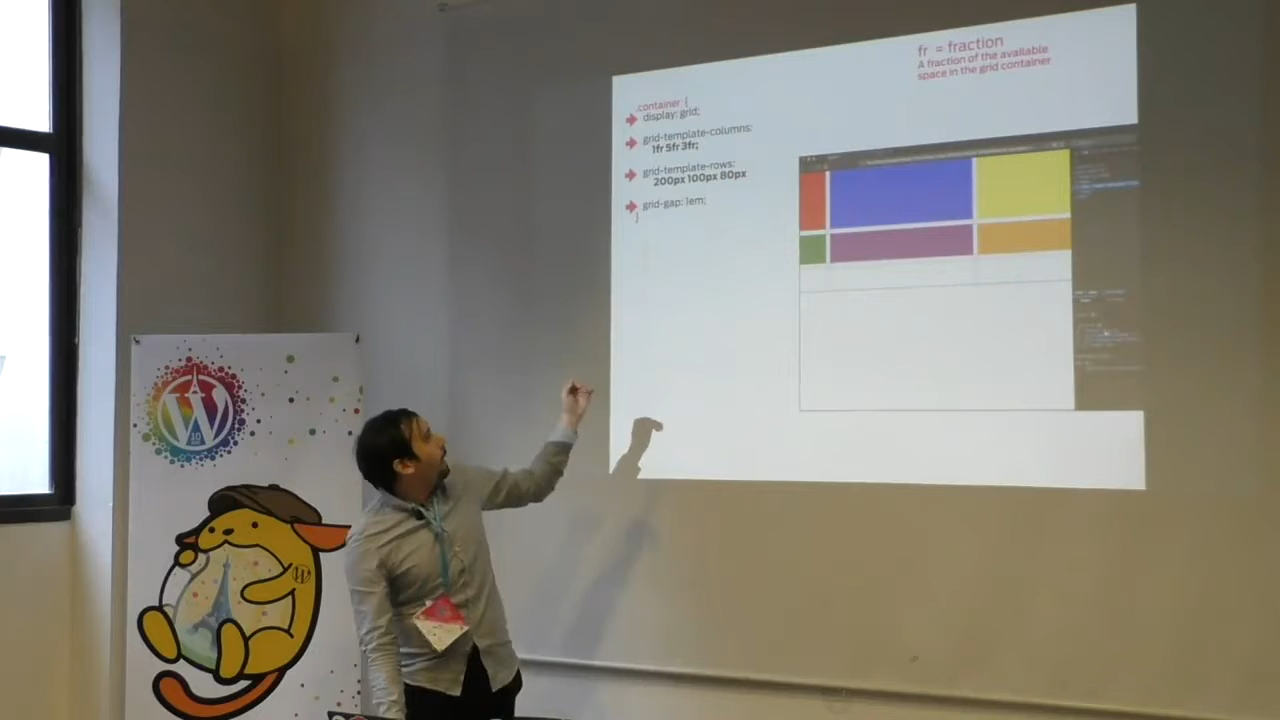 fr = fraction
A fraction of the available
space in the grid container
.container {
display: grid;
grid-template-columns:
1fr 5fr 3fr;
grid-template-rows:
200px 100px 80px
grid-gap: 1em;
}
W
10
W